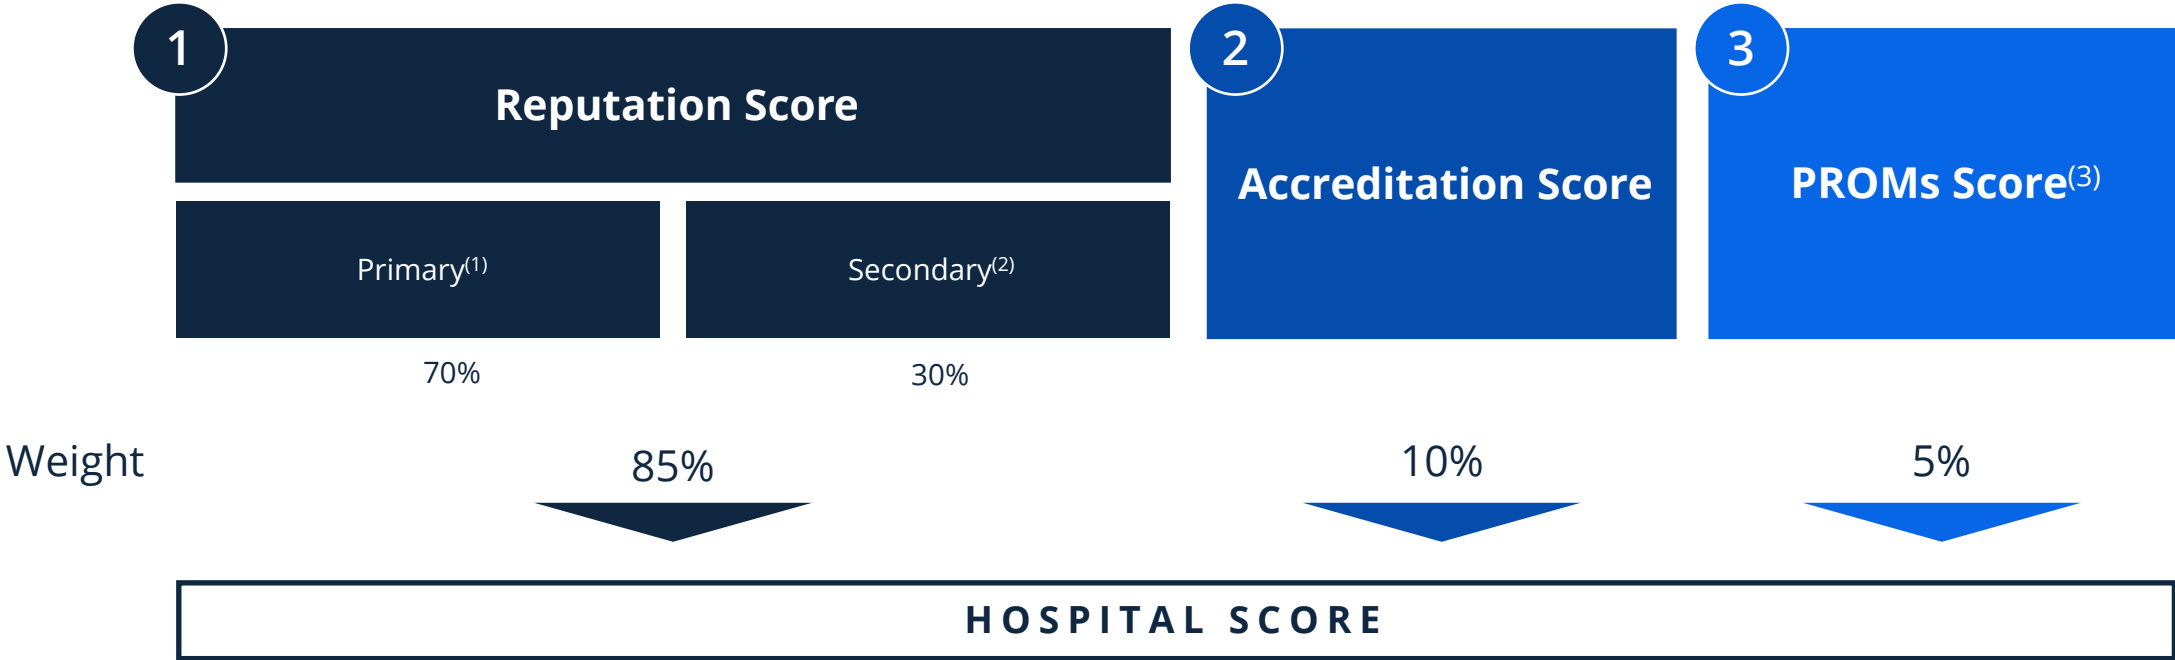 1
Reputation Score
Primary(1)
Secondary(2)
70%
30%
2
Accreditation Score
3
PROMs Score(3)
Weight
85%
10%
5%
HOSPITAL SCORE